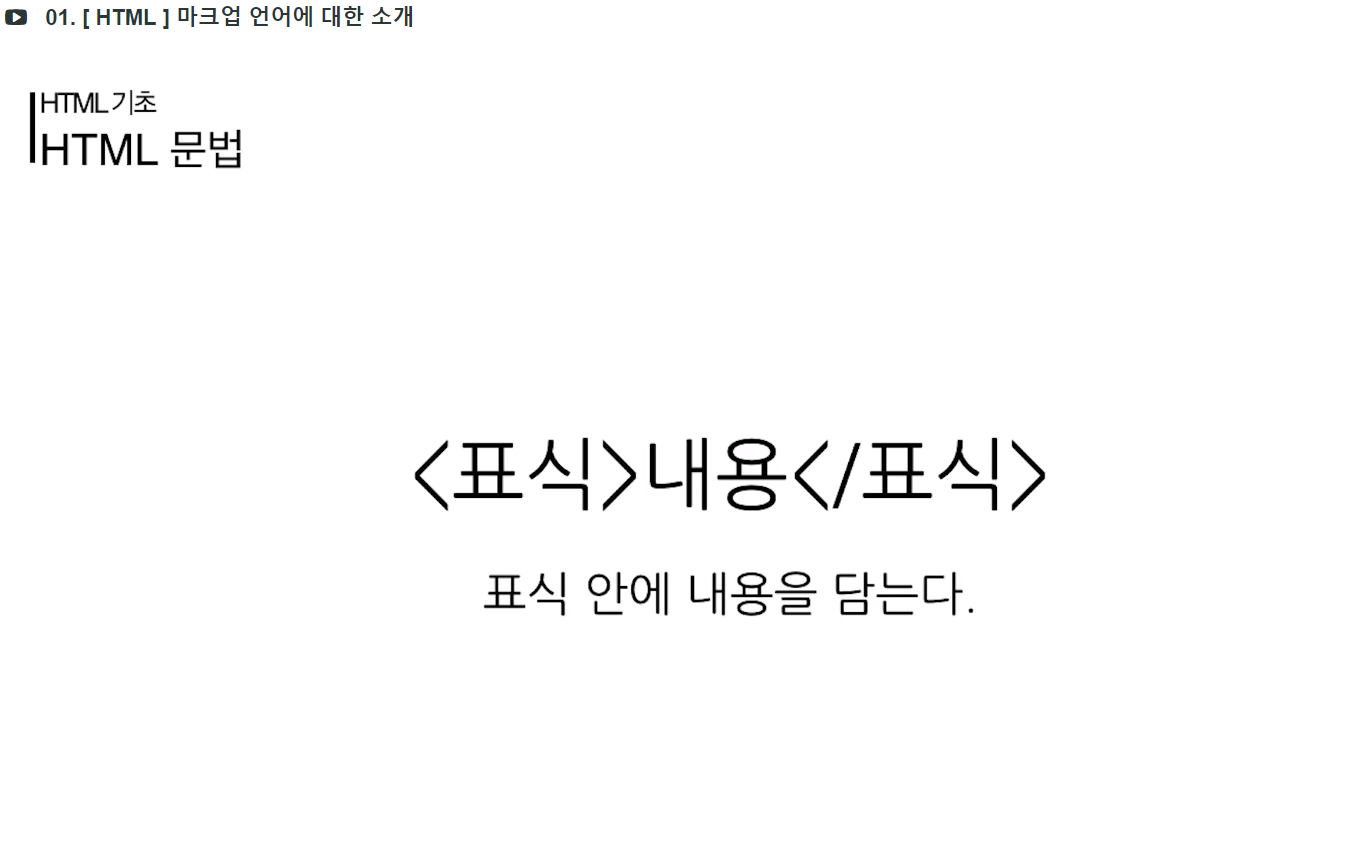 01. [ HTML ] 마크업 언어에 대한 소개
HTML기초
HTML 문법
<표식>내용</표식>
표식 안에 내용을 담는다.